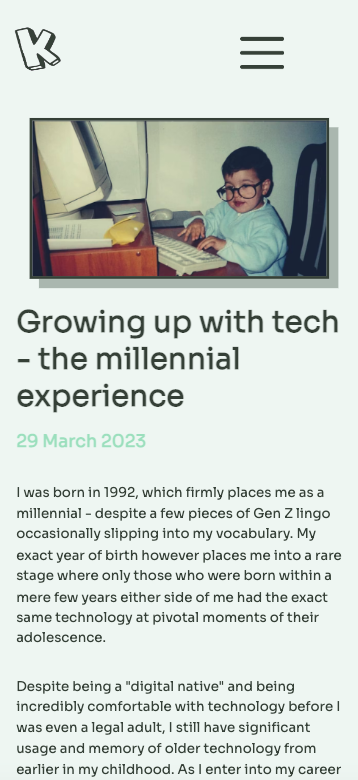 K
Growing up with tech
- the millennial
experience
29 March 2023
I was born in 1992, which firmly places me as a
millennial - despite a few pieces of Gen Z lingo
occasionally slipping into my vocabulary. My
exact year of birth however places me into a rare
stage where only those who were born within a
mere few years either side of me had the exact
same technology at pivotal moments of their
adolescence.
Despite being a "digital native" and being
incredibly comfortable with technology before I
was even a legal adult, I still have significant
usage and memory of older technology from
earlier in my childhood. As I enter into my career